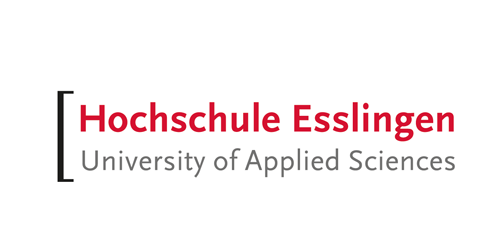 Hochschule Esslingen
University of Applied Sciences